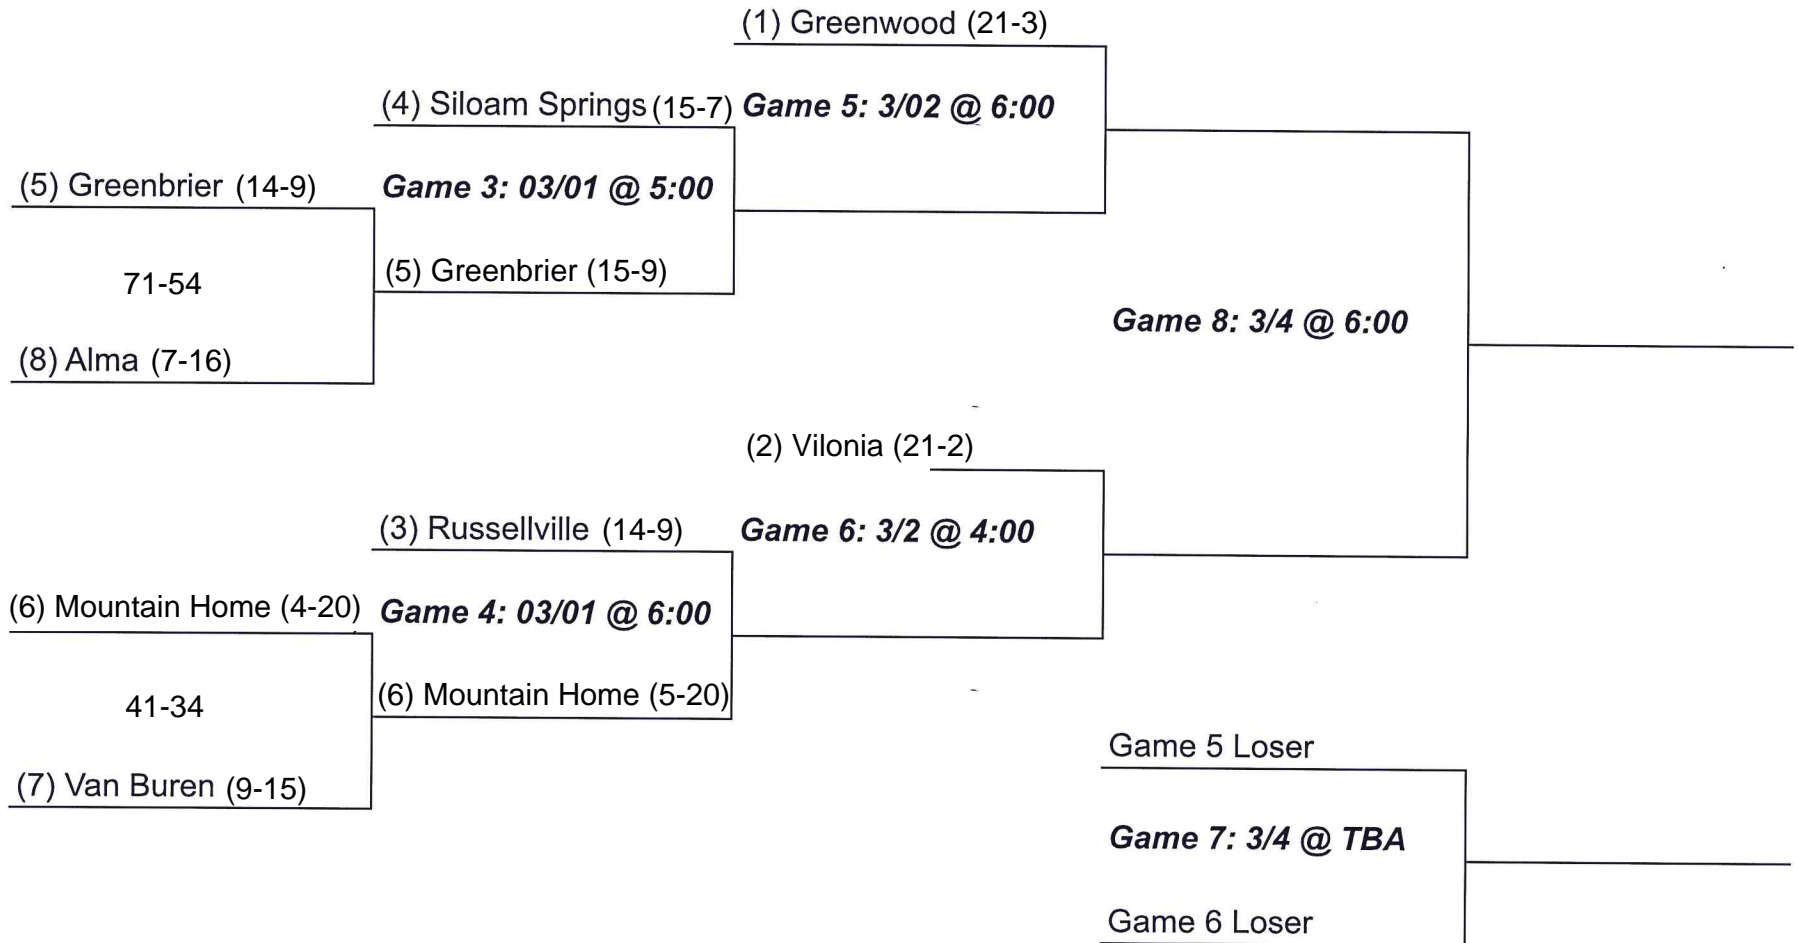 (1) Greenwood (21-3)
(4) Siloam Springs (15-7)
Game 5: 3/02 @ 6:00
(5) Greenbrier (14-9)
Game 3: 03/01 @ 5:00
71-54
(5) Greenbrier (15-9)
(8) Alma (7-16)
Game 8: 3/4 @ 6:00
(2) Vilonia (21-2)
(3) Russellville (14-9)
Game 6: 3/2 @ 4:00
(6) Mountain Home (4-20)
Game 4: 03/01 @ 6:00
41-34
(6) Mountain Home (5-20)
(7) Van Buren (9-15)
Game 5 Loser
Game 7: 3/4 @ TBA
Game 6 Loser